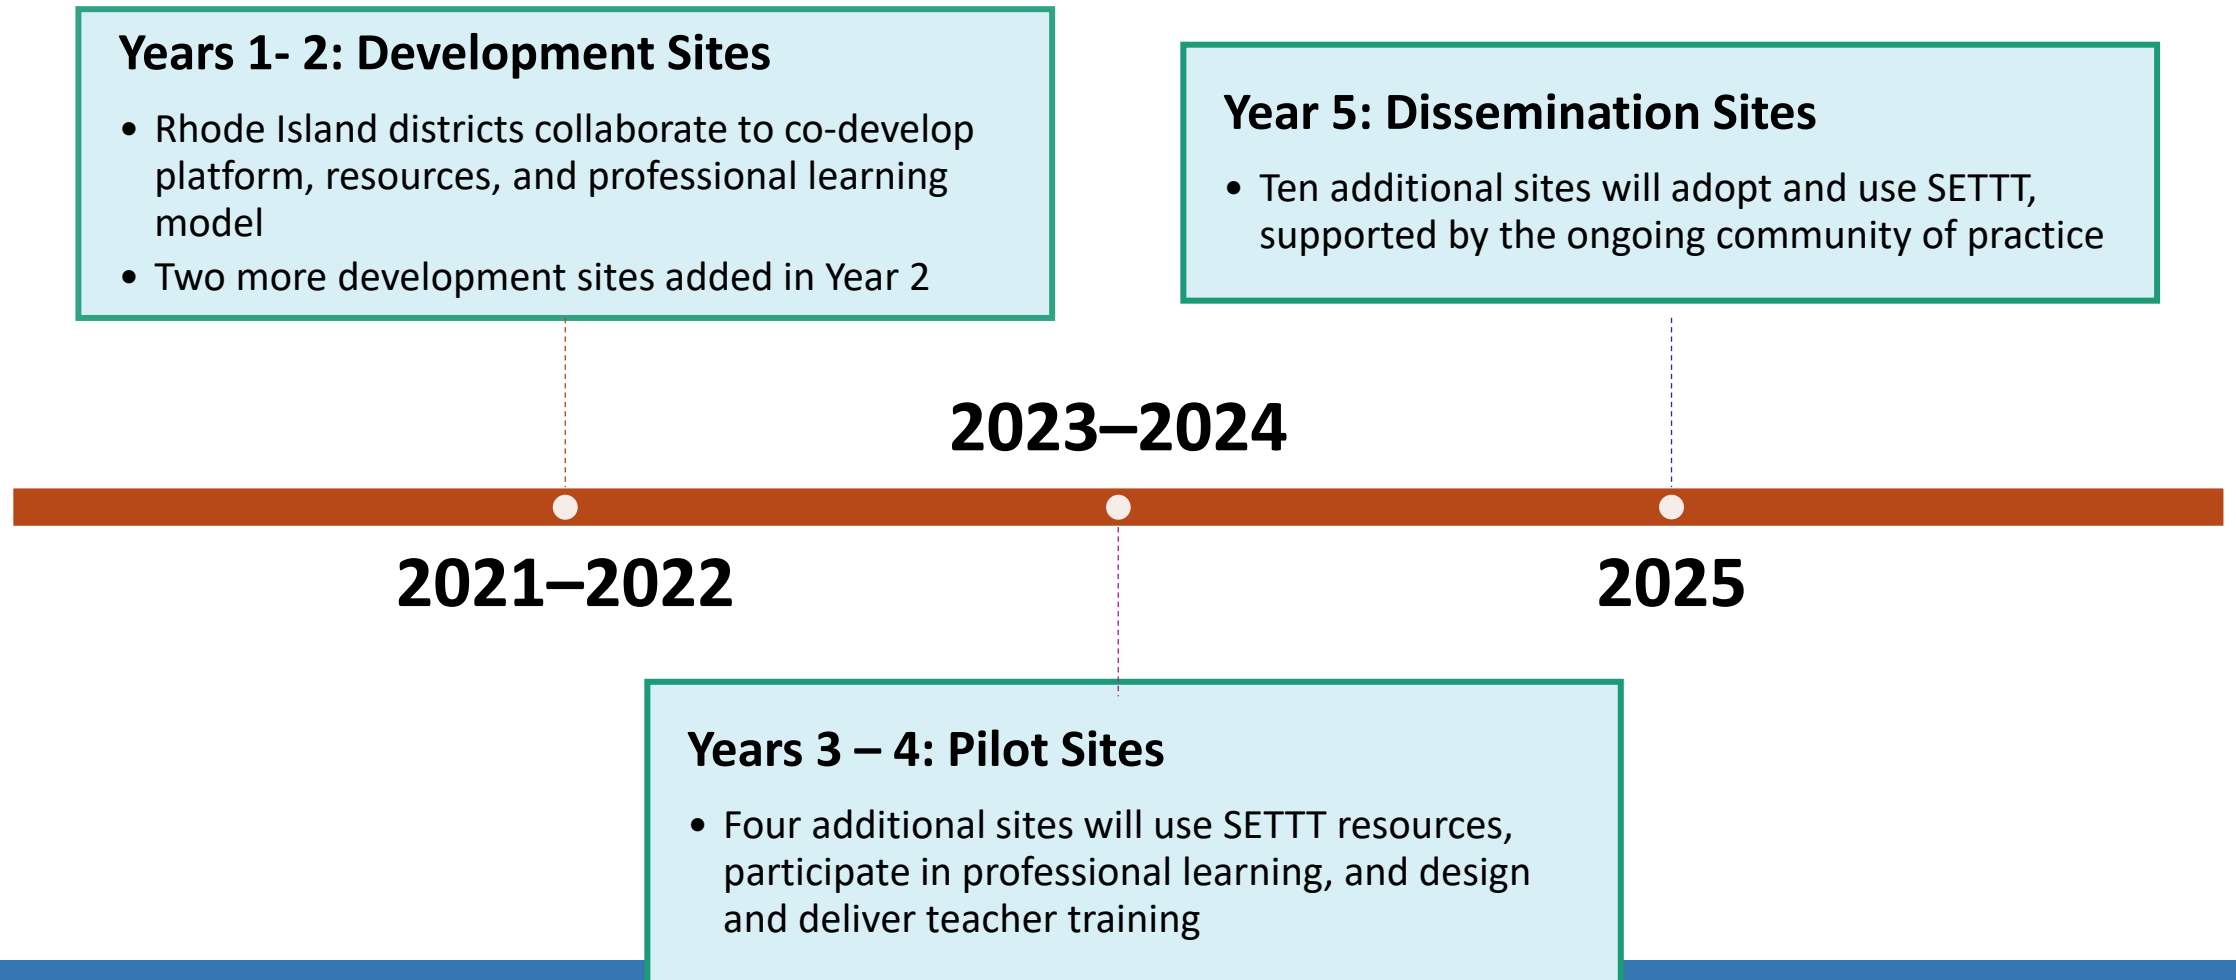 Years 1- 2: Development Sites
• Rhode Island districts collaborate to co-develop
platform, resources, and professional learning
model
• Two more development sites added in Year 2
Year 5: Dissemination Sites
• Ten additional sites will adopt and use SETTT,
supported by the ongoing community of practice
2023–2024
2021–2022
2025
Years 3 – 4: Pilot Sites
• Four additional sites will use SETTT resources,
participate in professional learning, and design
and deliver teacher training